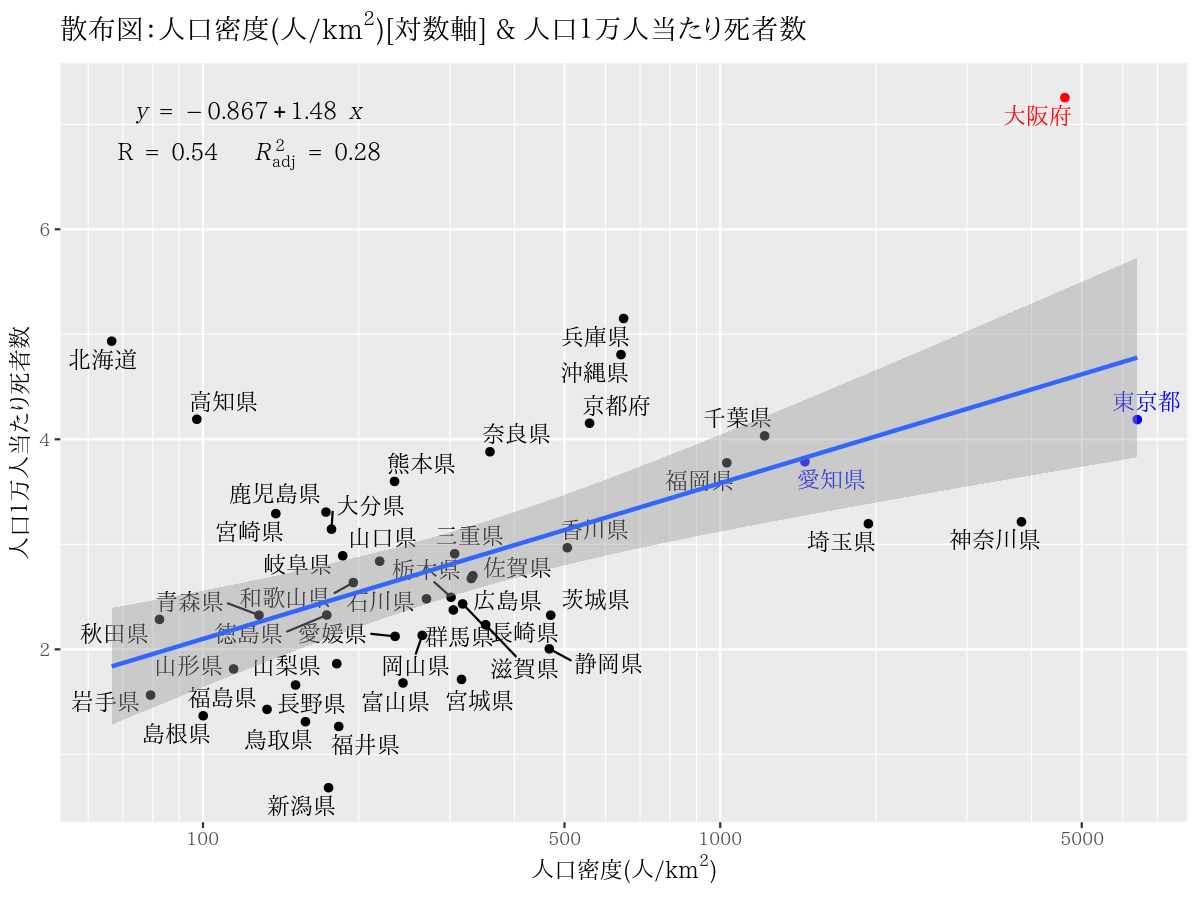 散布図：人口密度(人/km2)[対数軸] & 人口1万人当たり死者数
y = −0.867+1.48 x
R = 0.54 R2adj = 0.28
大阪府
6
兵庫県
北海道
沖縄県
高知県
京都府
東京都
千葉県
4
奈良県
熊本県
福岡県
愛知県
鹿児島県
大分県
宮崎県
山口県
三重県
香川県
埼玉県
神奈川県
岐阜県
栃木県
佐賀県
青森県
和歌山県
石川県
広島県
茨城県
秋田県
徳島県
愛媛県
群馬県
長崎県
2
山形県
山梨県
岡山県
滋賀県
静岡県
岩手県
福島県
長野県
富山県
宮城県
島根県
鳥取県
福井県
新潟県
100
500
1000
5000
人口密度(人/km2)
人口1万人当たり死者数